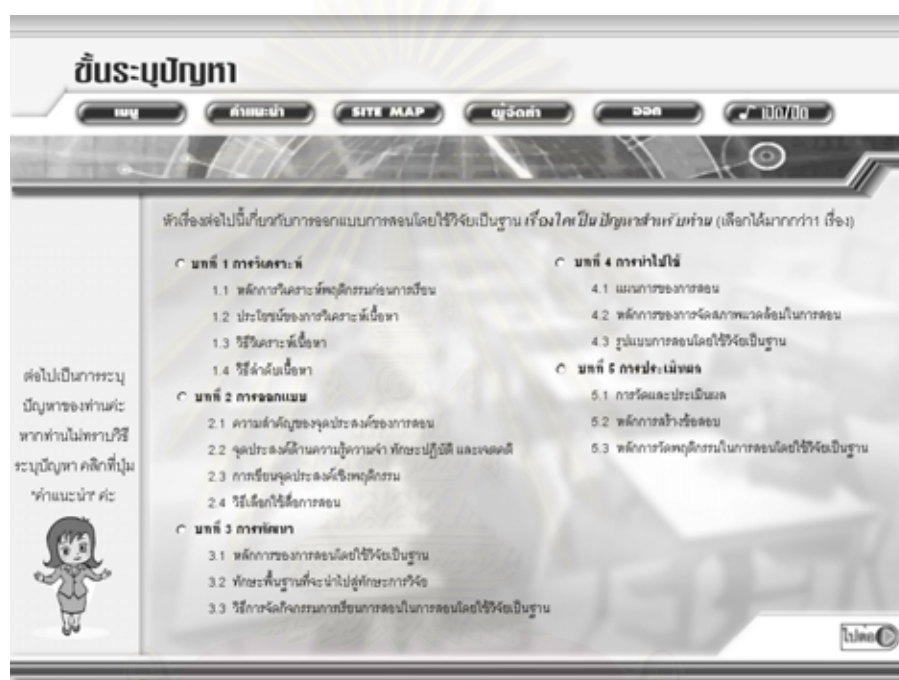 ขั้นระบุปัญหา
เมนู คำแนะนำ SITE MAP ผู้จัดทำ ออก เปิด/ปิด
หัวเรื่องต่อไปนี้เกี่ยวกับการออกแบบการสอนโดยใช้วิจัยเป็นฐาน เรื่องใดเป็นปัญหาสำหรับท่าน (เลือกได้มากกว่า1 เรื่อง)
บทที่ 1 การวิเคราะห์
1.1 หลักการวิเคราะห์พฤติกรรมก่อนการเรียน
1.2 ประโยชน์ของการวิเคราะห์เนื้อหา
1.3 วิธีวิเคราะห์เนื้อหา
1.4 วิธีลำดับเนื้อหา
บทที่ 2 การออกแบบ
2.1 ความสำคัญของจุดประสงค์ของการสอน
2.2 จุดประสงค์ด้านความรู้ความจำ ทักษะปฏิบัติ และเจตคติ
2.3 การเขียนจุดประสงค์เชิงพฤติกรรม
2.4 วิธีเลือกใช้สื่อการสอน
บทที่ 3 การพัฒนา
3.1 หลักการของการสอนโดยใช้วิจัยเป็นฐาน
3.2 ทักษะพื้นฐานที่จะนำไปสู่ทักษะการวิจัย
3.3 วิธีการจัดกิจกรรมการเรียนการสอนในการสอนโดยใช้วิจัยเป็นฐาน
บทที่ 4 การนำไปใช้
4.1 แผนการของการสอน
4.2 หลักการของการจัดสภาพแวดล้อมในการสอน
4.3 รูปแบบการสอนโดยใช้วิจัยเป็นฐาน
บทที่ 5 การประเมินผล
5.1 การวัดและประเมินผล
5.2 หลักการสร้างข้อสอบ
5.3 หลักการวัดพฤติกรรมในการสอนโดยใช้วิจัยเป็นฐาน
ต่อไปเป็นการระบุ
ปัญหาของท่านค่ะ
หากท่านไม่ทราบวิธี
ระบุปัญหา คลิกที่ปุ่ม
"คำแนะนำ" ค่ะ
ไปต่อ